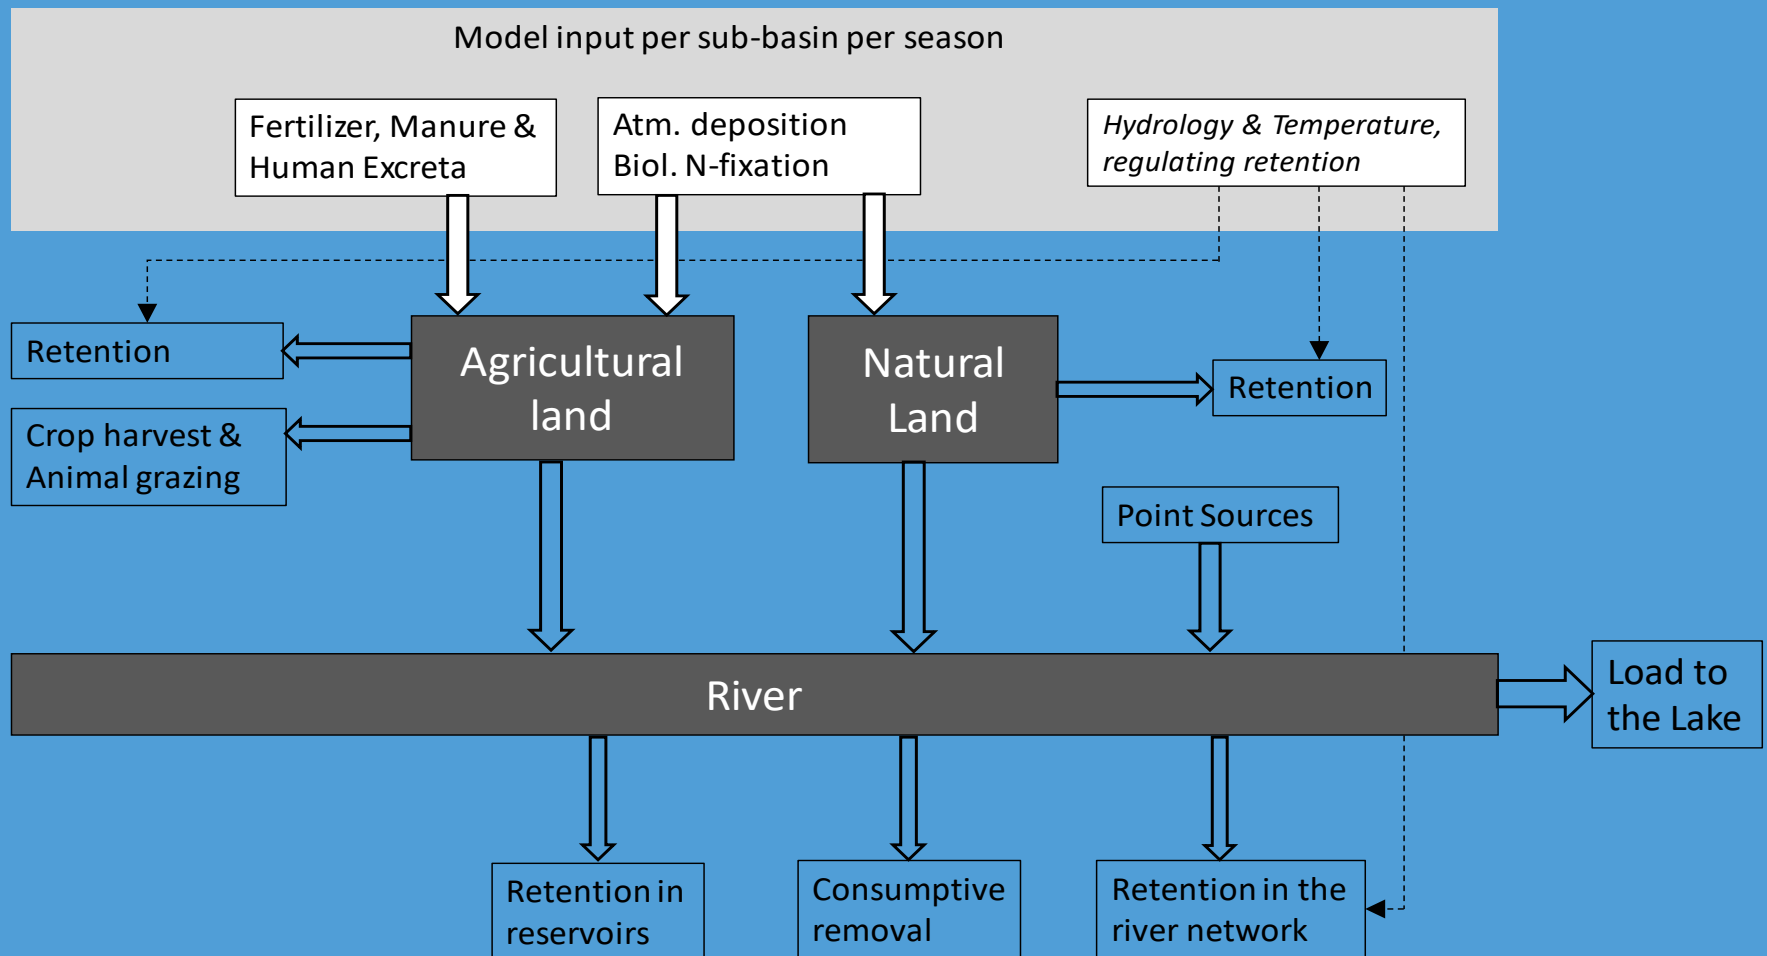 Model input per sub-basin per season
Fertilizer, Manure &
Human Excreta
Atm. deposition
Biol. N-fixation
Hydrology & Temperature,
regulating retention
Retention
Agricultural
land
Natural
Land
Retention
Crop harvest &
Animal grazing
Point Sources
River
Load to
the Lake
Retention in
reservoirs
Consumptive
removal
Retention in the
river network